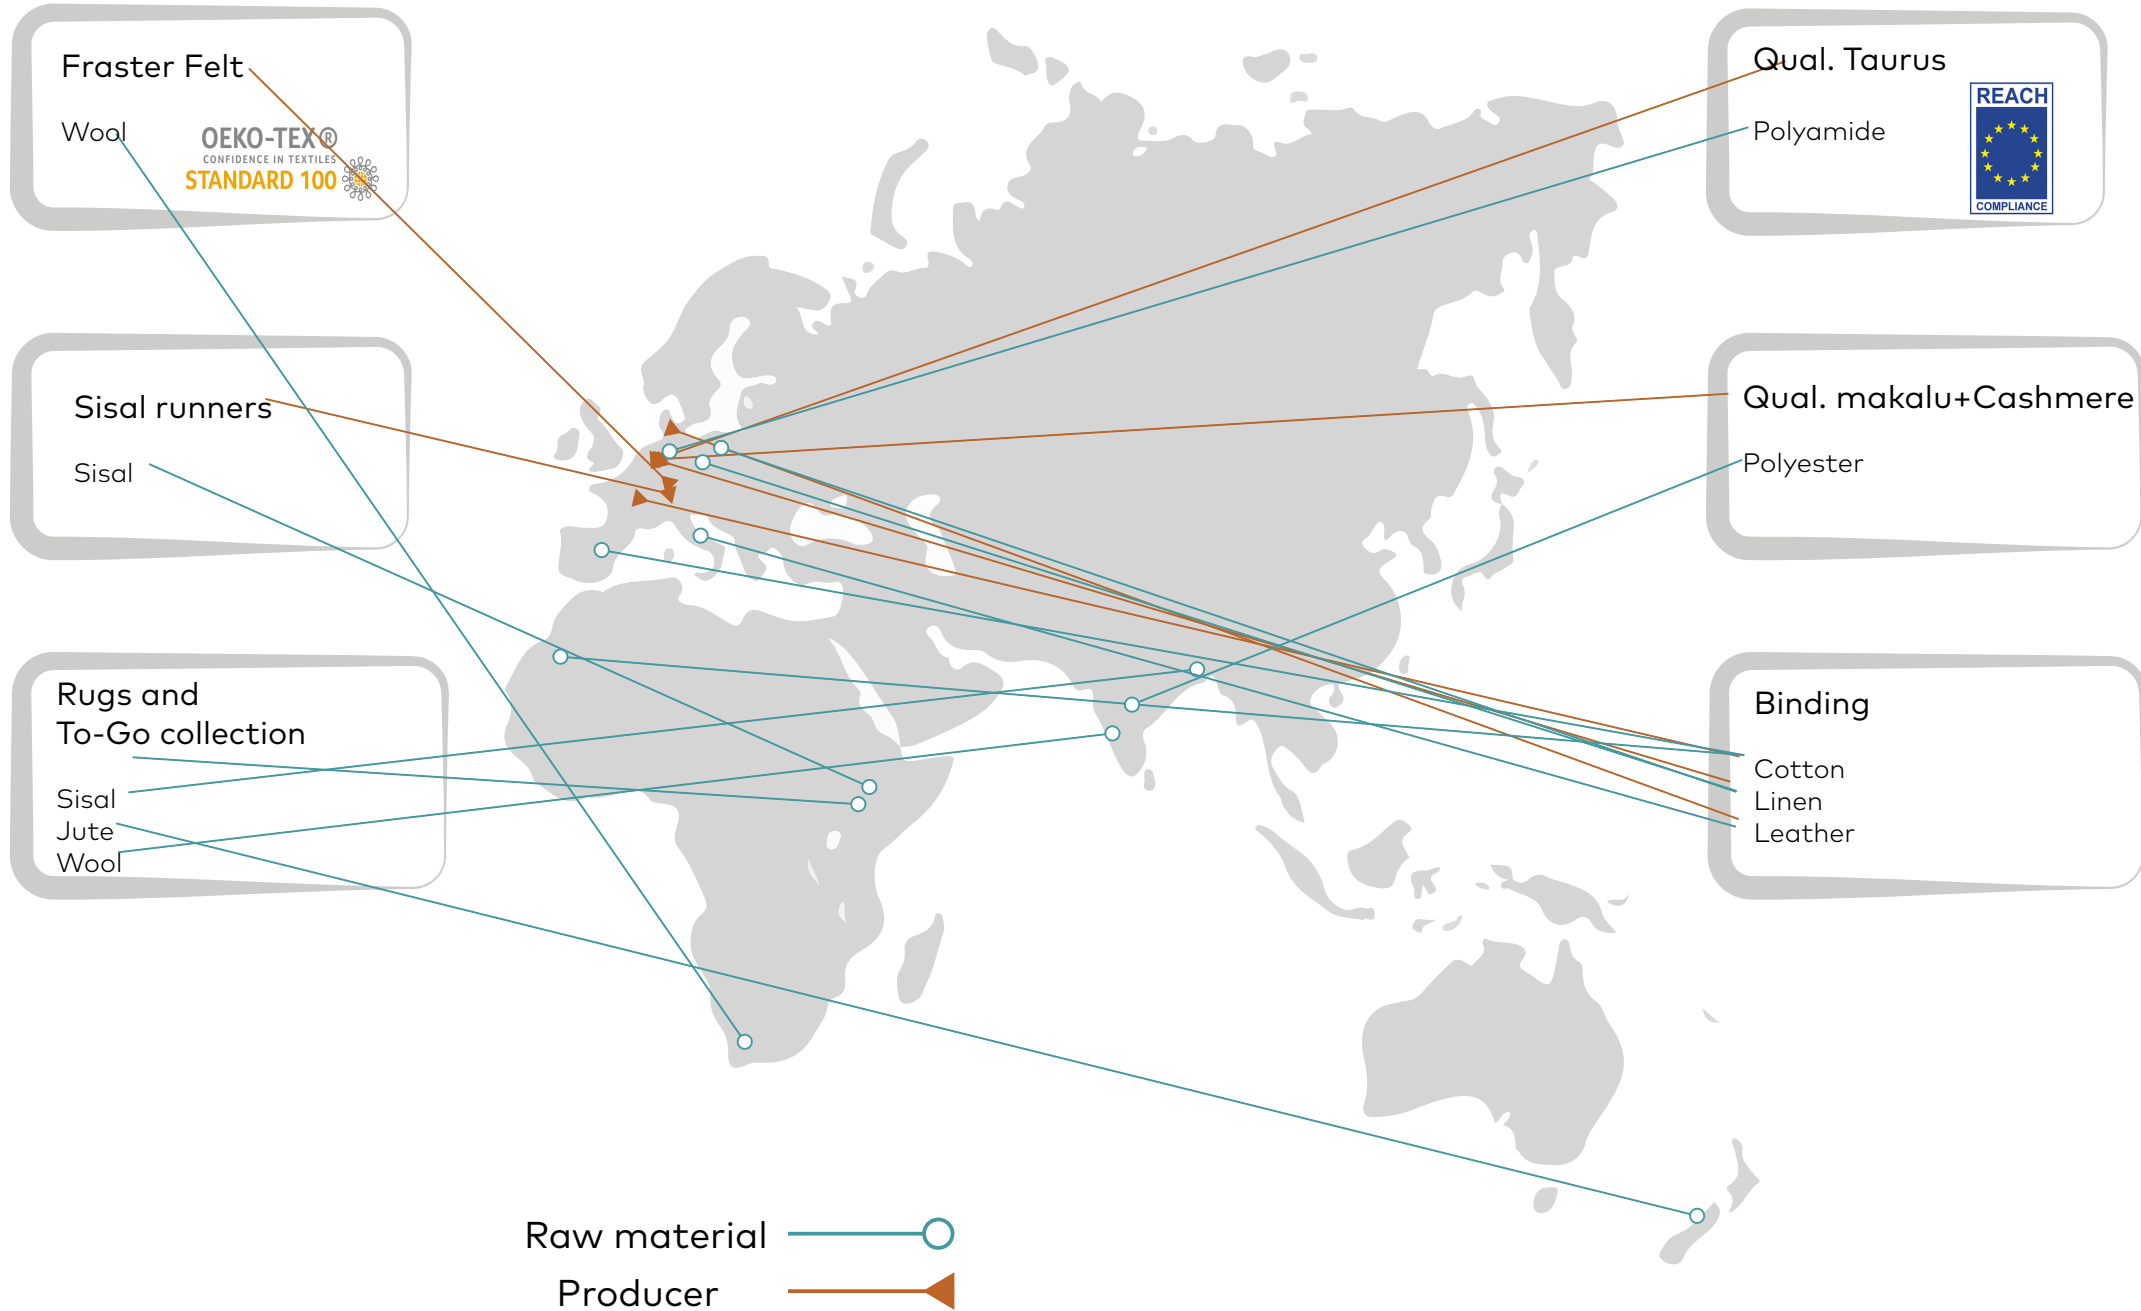 Fraster Felt
Wool
OEKO-TEX®
CONFIDENCE IN TEXTILES
STANDARD 100
Sisal runners
Sisal
Rugs and
To-Go collection
Sisal
Jute
Wool
Qual. Taurus
Polyamide
REACH
COMPLIANCE
Qual. makalu+Cashmere
Polyester
Binding
Cotton
Linen
Leather
Raw material
Producer